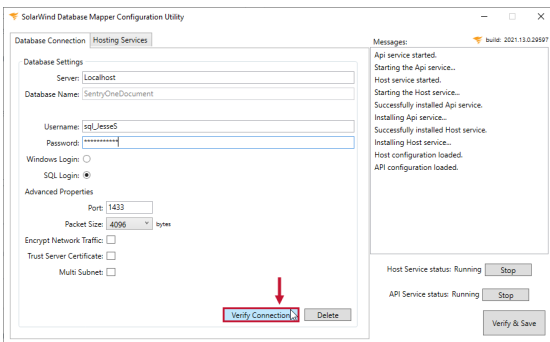 SolarWind Database Mapper Configuration Utility
Database Connection Hosting Services
Database Settings
Server: Localhost
Database Name: SentryOneDocument
Username: sql_JesseS
Password: ***********
Windows Login:
SQL Login:
Advanced Properties
Port: 1433
Packet Size: 4096 bytes
Encrypt Network Traffic:
Trust Server Certificate:
Multi Subnet:
Verify Connection Delete
Messages: build: 2021.13.0.29597
Api service started.
Starting the Api service...
Host service started.
Starting the Host service...
Successfully installed Api service.
Installing Api service...
Successfully installed Host service.
Installing Host service...
Host configuration loaded.
API configuration loaded.
Host Service status: Running Stop
API Service status: Running Stop
Verify & Save